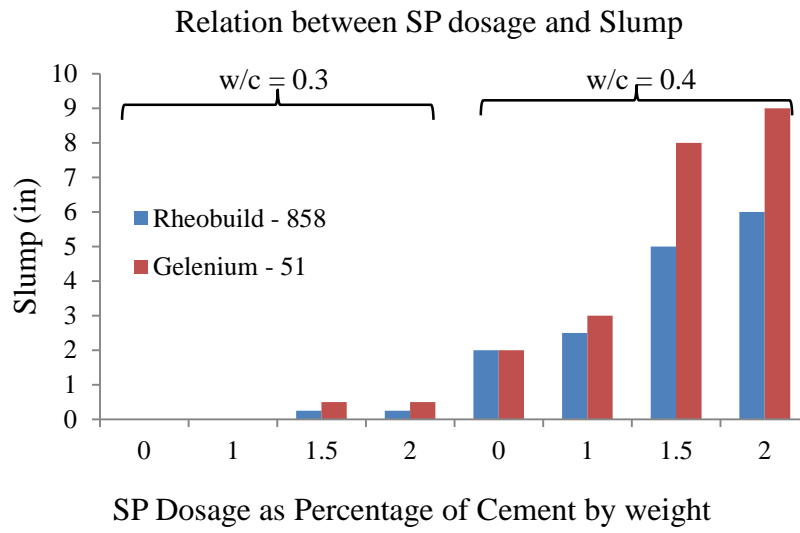 Relation between SP dosage and Slump
w/c = 0.3
w/c = 0.4
10
9
8
7
6
5
4
3
2
1
0
Slump (in)
Rheobuild - 858
Gelenium - 51
0 1 1.5 2 0 1 1.5 2
SP Dosage as Percentage of Cement by weight